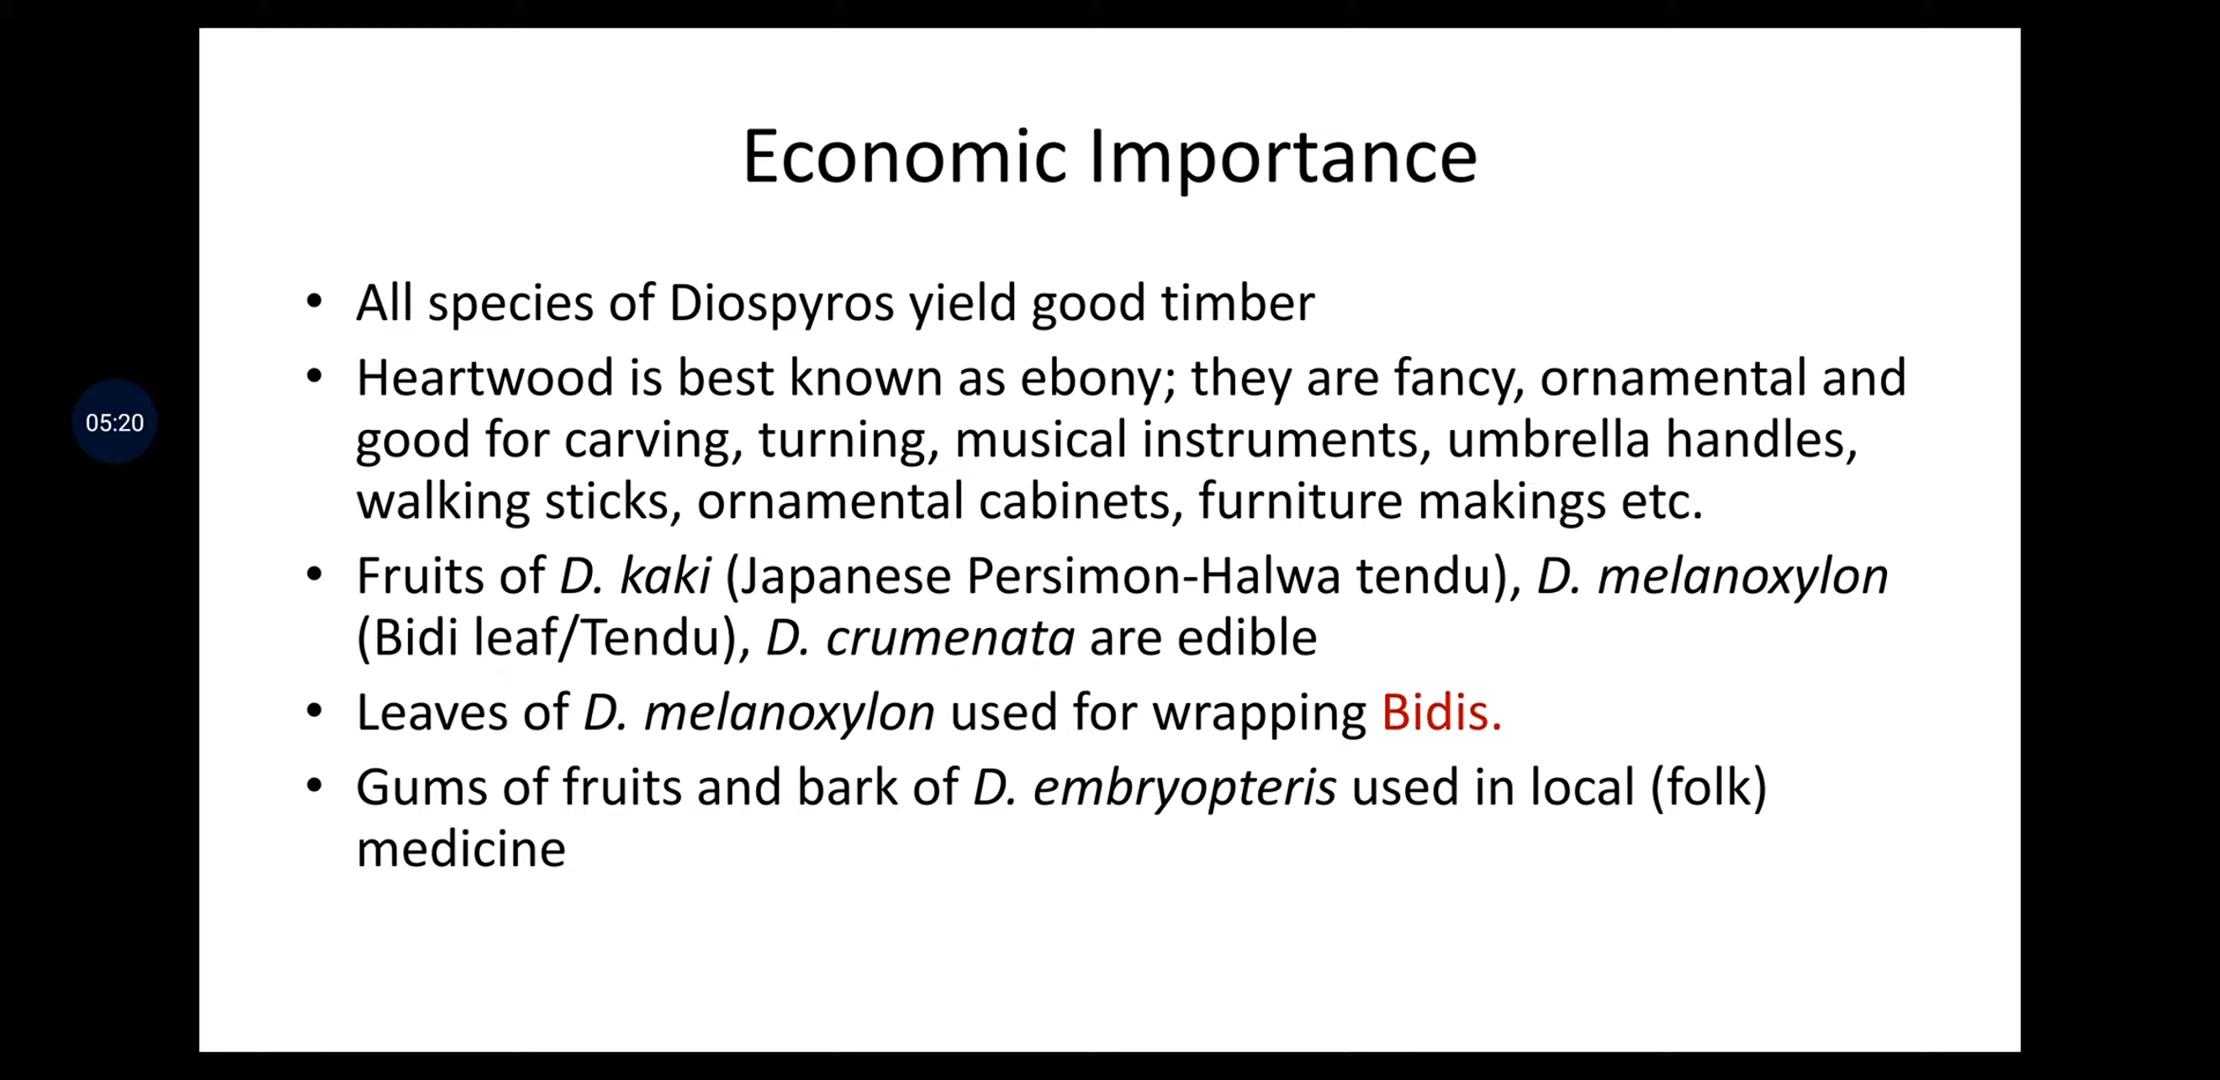 Economic Importance
• All species of Diospyros yield good timber
• Heartwood is best known as ebony; they are fancy, ornamental and
good for carving, turning, musical instruments, umbrella handles,
walking sticks, ornamental cabinets, furniture makings etc.
05:20
• Fruits of D. kaki (Japanese Persimon-Halwa tendu), D. melanoxylon
(Bidi leaf/Tendu), D. crumenata are edible
• Leaves of D. melanoxylon used for wrapping Bidis.
• Gums of fruits and bark of D. embryopteris used in local (folk)
medicine